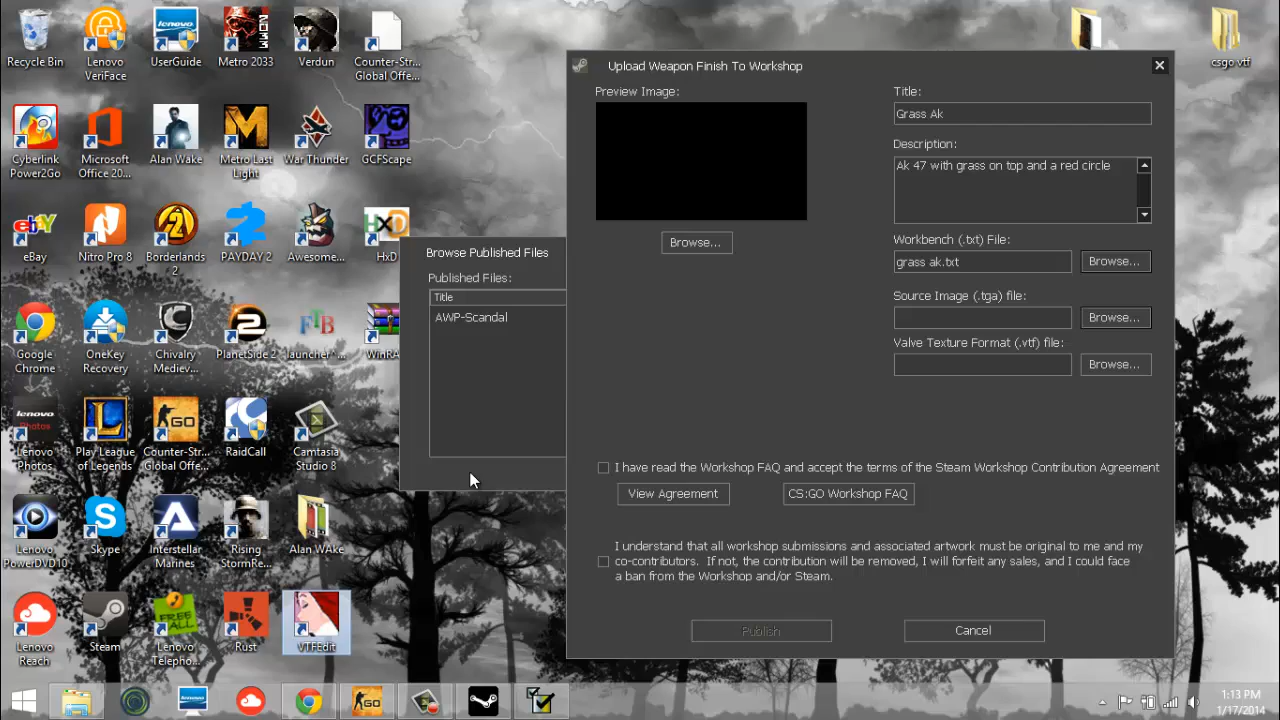 Recycle Bin
Lenovo
VeriFace
UserGuide
Metro 2033
Verdun
Counter-Str...
Global Offe...
csgo vtf
Cyberlink
Power2Go
Microsoft
Office 20...
Alan Wake
Metro Last
Light
War Thunder
GCFScape
eBay
Nitro Pro 8
Borderlands
2
PAYDAY 2
Awesome...
HxD
Google
Chrome
OneKey
Recovery
Chivalry
Mediev...
PlanetSide 2
launcher^...
WinRA
Lenovo
Photos
Play League
of Legends
Counter-Str...
Global Offe...
RaidCall
Camtasia
Studio 8
Lenovo
PowerDVD10
Skype
Interstellar
Marines
Rising
StormRe...
Alan WAke
Lenovo
Reach
Steam
Lenovo
Telepho...
Rust
VTFEdit
Browse Published Files
Published Files:
Title
AWP-Scandal
Upload Weapon Finish To Workshop
Preview Image:
Browse...
Title:
Grass Ak
Description:
Ak 47 with grass on top and a red circle
Workbench (.txt) File:
grass ak.txt
Browse...
Source Image (.tga) file:
Browse...
Valve Texture Format (.vtf) file:
Browse...
I have read the Workshop FAQ and accept the terms of the Steam Workshop Contribution Agreement
View Agreement
CS:GO Workshop FAQ
I understand that all workshop submissions and associated artwork must be original to me and my
co-contributors. If not, the contribution will be removed, I will forfeit any sales, and I could face
a ban from the Workshop and/or Steam.
Publish
Cancel
1:13 PM
1/17/2014